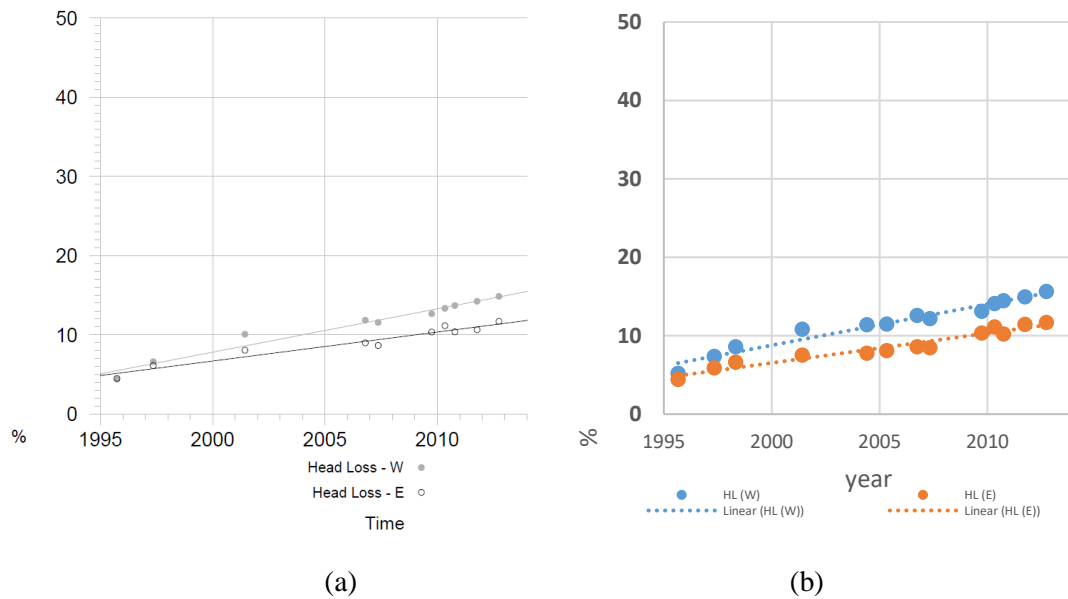 50
40
30
20
10
0
%
1995 2000 2005 2010
Head Loss - W
Head Loss - E
Time
(a)
50
40
30
20
10
0
%
1995 2000 2005 2010
year
HL (W) HL (E)
Linear (HL (W)) Linear (HL (E))
(b)